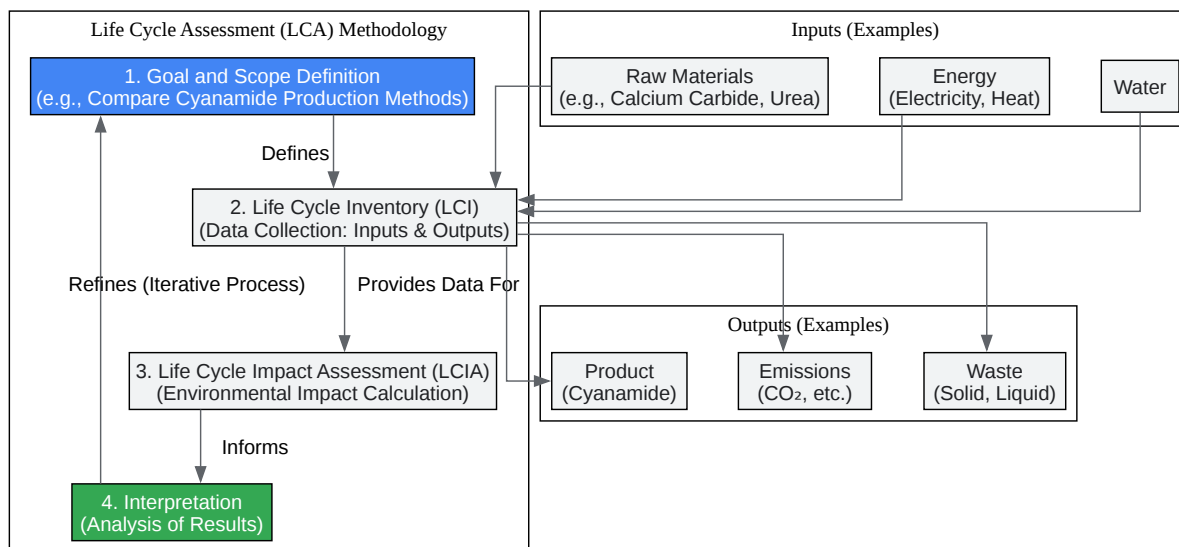 Life Cycle Assessment (LCA) Methodology
1. Goal and Scope Definition
(e.g., Compare Cyanamide Production Methods)
Defines
2. Life Cycle Inventory (LCI)
(Data Collection: Inputs & Outputs)
Refines (Iterative Process)
Provides Data For
3. Life Cycle Impact Assessment (LCIA)
(Environmental Impact Calculation)
Informs
4. Interpretation
(Analysis of Results)
Inputs (Examples)
Raw Materials
(e.g., Calcium Carbide, Urea)
Energy
(Electricity, Heat)
Water
Outputs (Examples)
Product
(Cyanamide)
Emissions
(CO₂, etc.)
Waste
(Solid, Liquid)